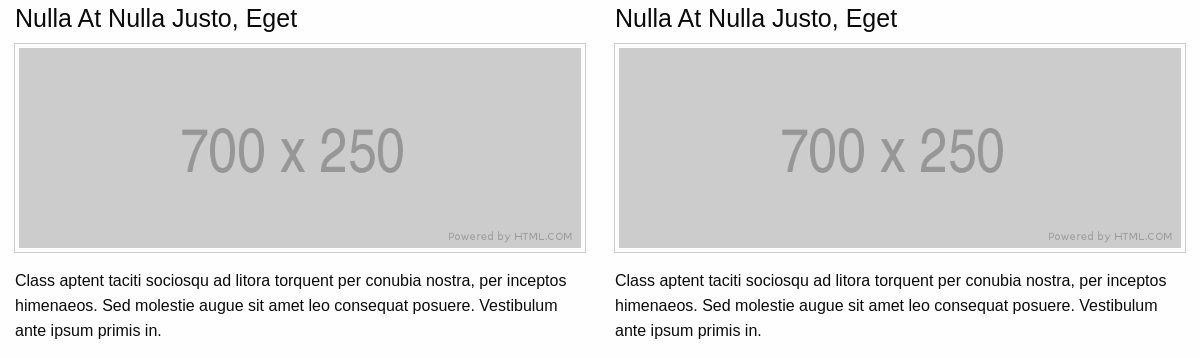 Nulla At Nulla Justo, Eget
700 x 250
Powered by HTML.COM
Class aptent taciti sociosqu ad litora torquent per conubia nostra, per inceptos
himenaeos. Sed molestie augue sit amet leo consequat posuere. Vestibulum
ante ipsum primis in.
Nulla At Nulla Justo, Eget
700 x 250
Powered by HTML.COM
Class aptent taciti sociosqu ad litora torquent per conubia nostra, per inceptos
himenaeos. Sed molestie augue sit amet leo consequat posuere. Vestibulum
ante ipsum primis in.